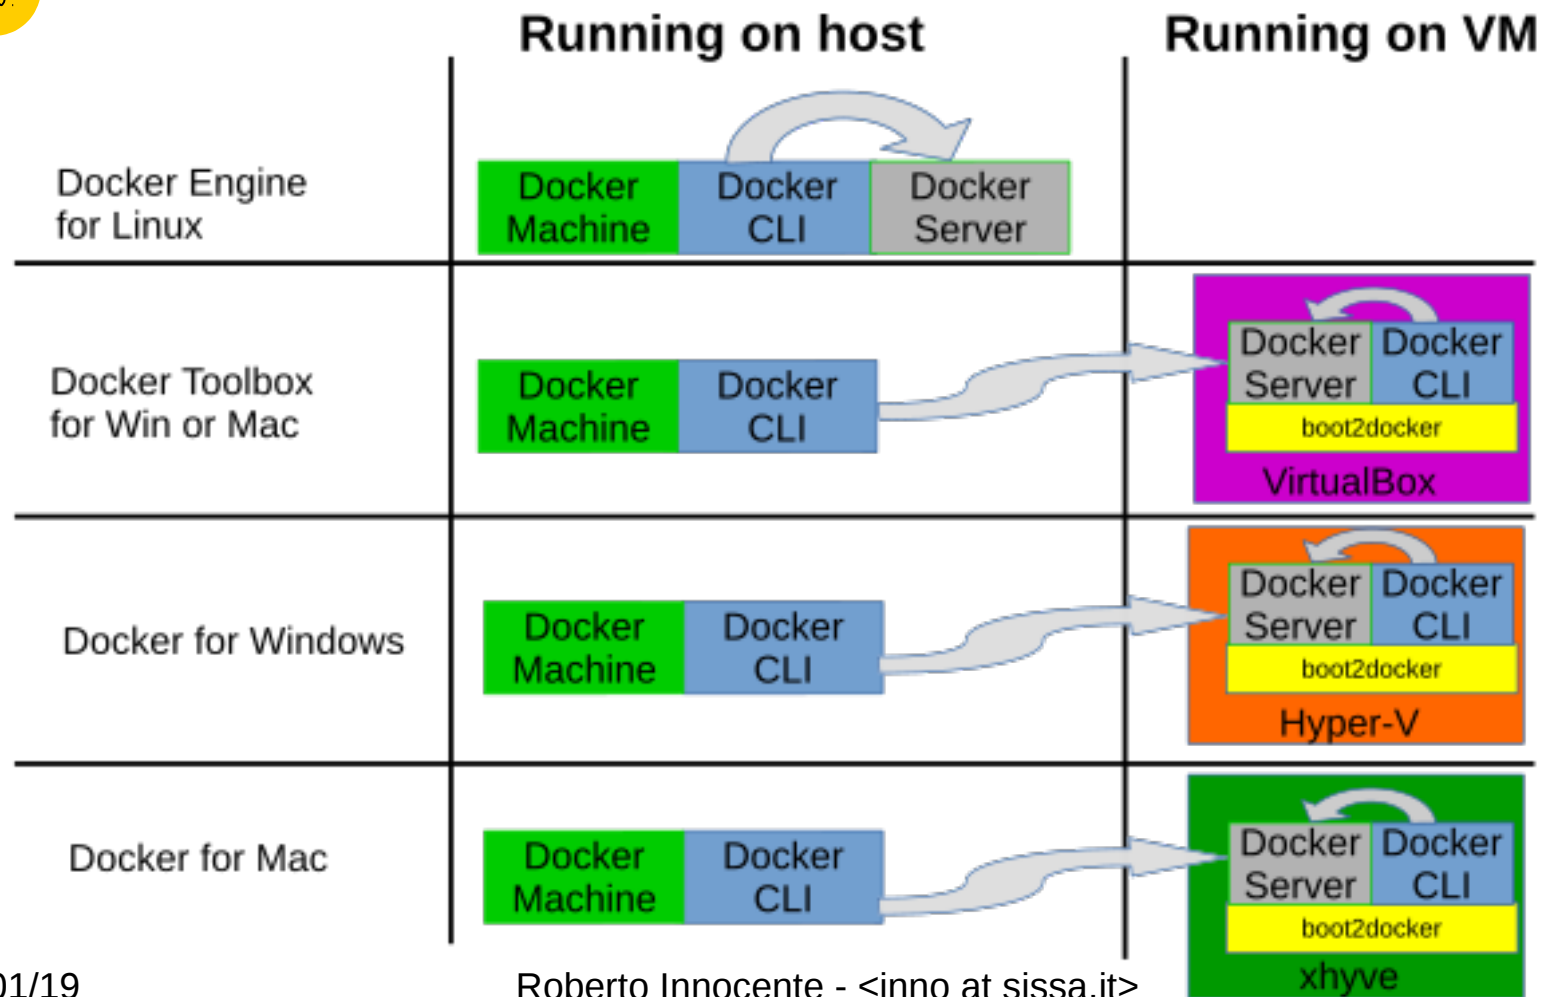 Running on host
Running on VM
Docker Engine
for Linux
Docker
Machine
Docker
CLI
Docker
Server
Docker Toolbox
for Win or Mac
Docker
Machine
Docker
CLI
Docker
Server
Docker
CLI
boot2docker
VirtualBox
Docker for Windows
Docker
Machine
Docker
CLI
Docker
Server
Docker
CLI
boot2docker
Hyper-V
Docker for Mac
Docker
Machine
Docker
CLI
Docker
Server
Docker
CLI
boot2docker
xhyve
01/19
Roberto Innocente - <inno at sissa.it>